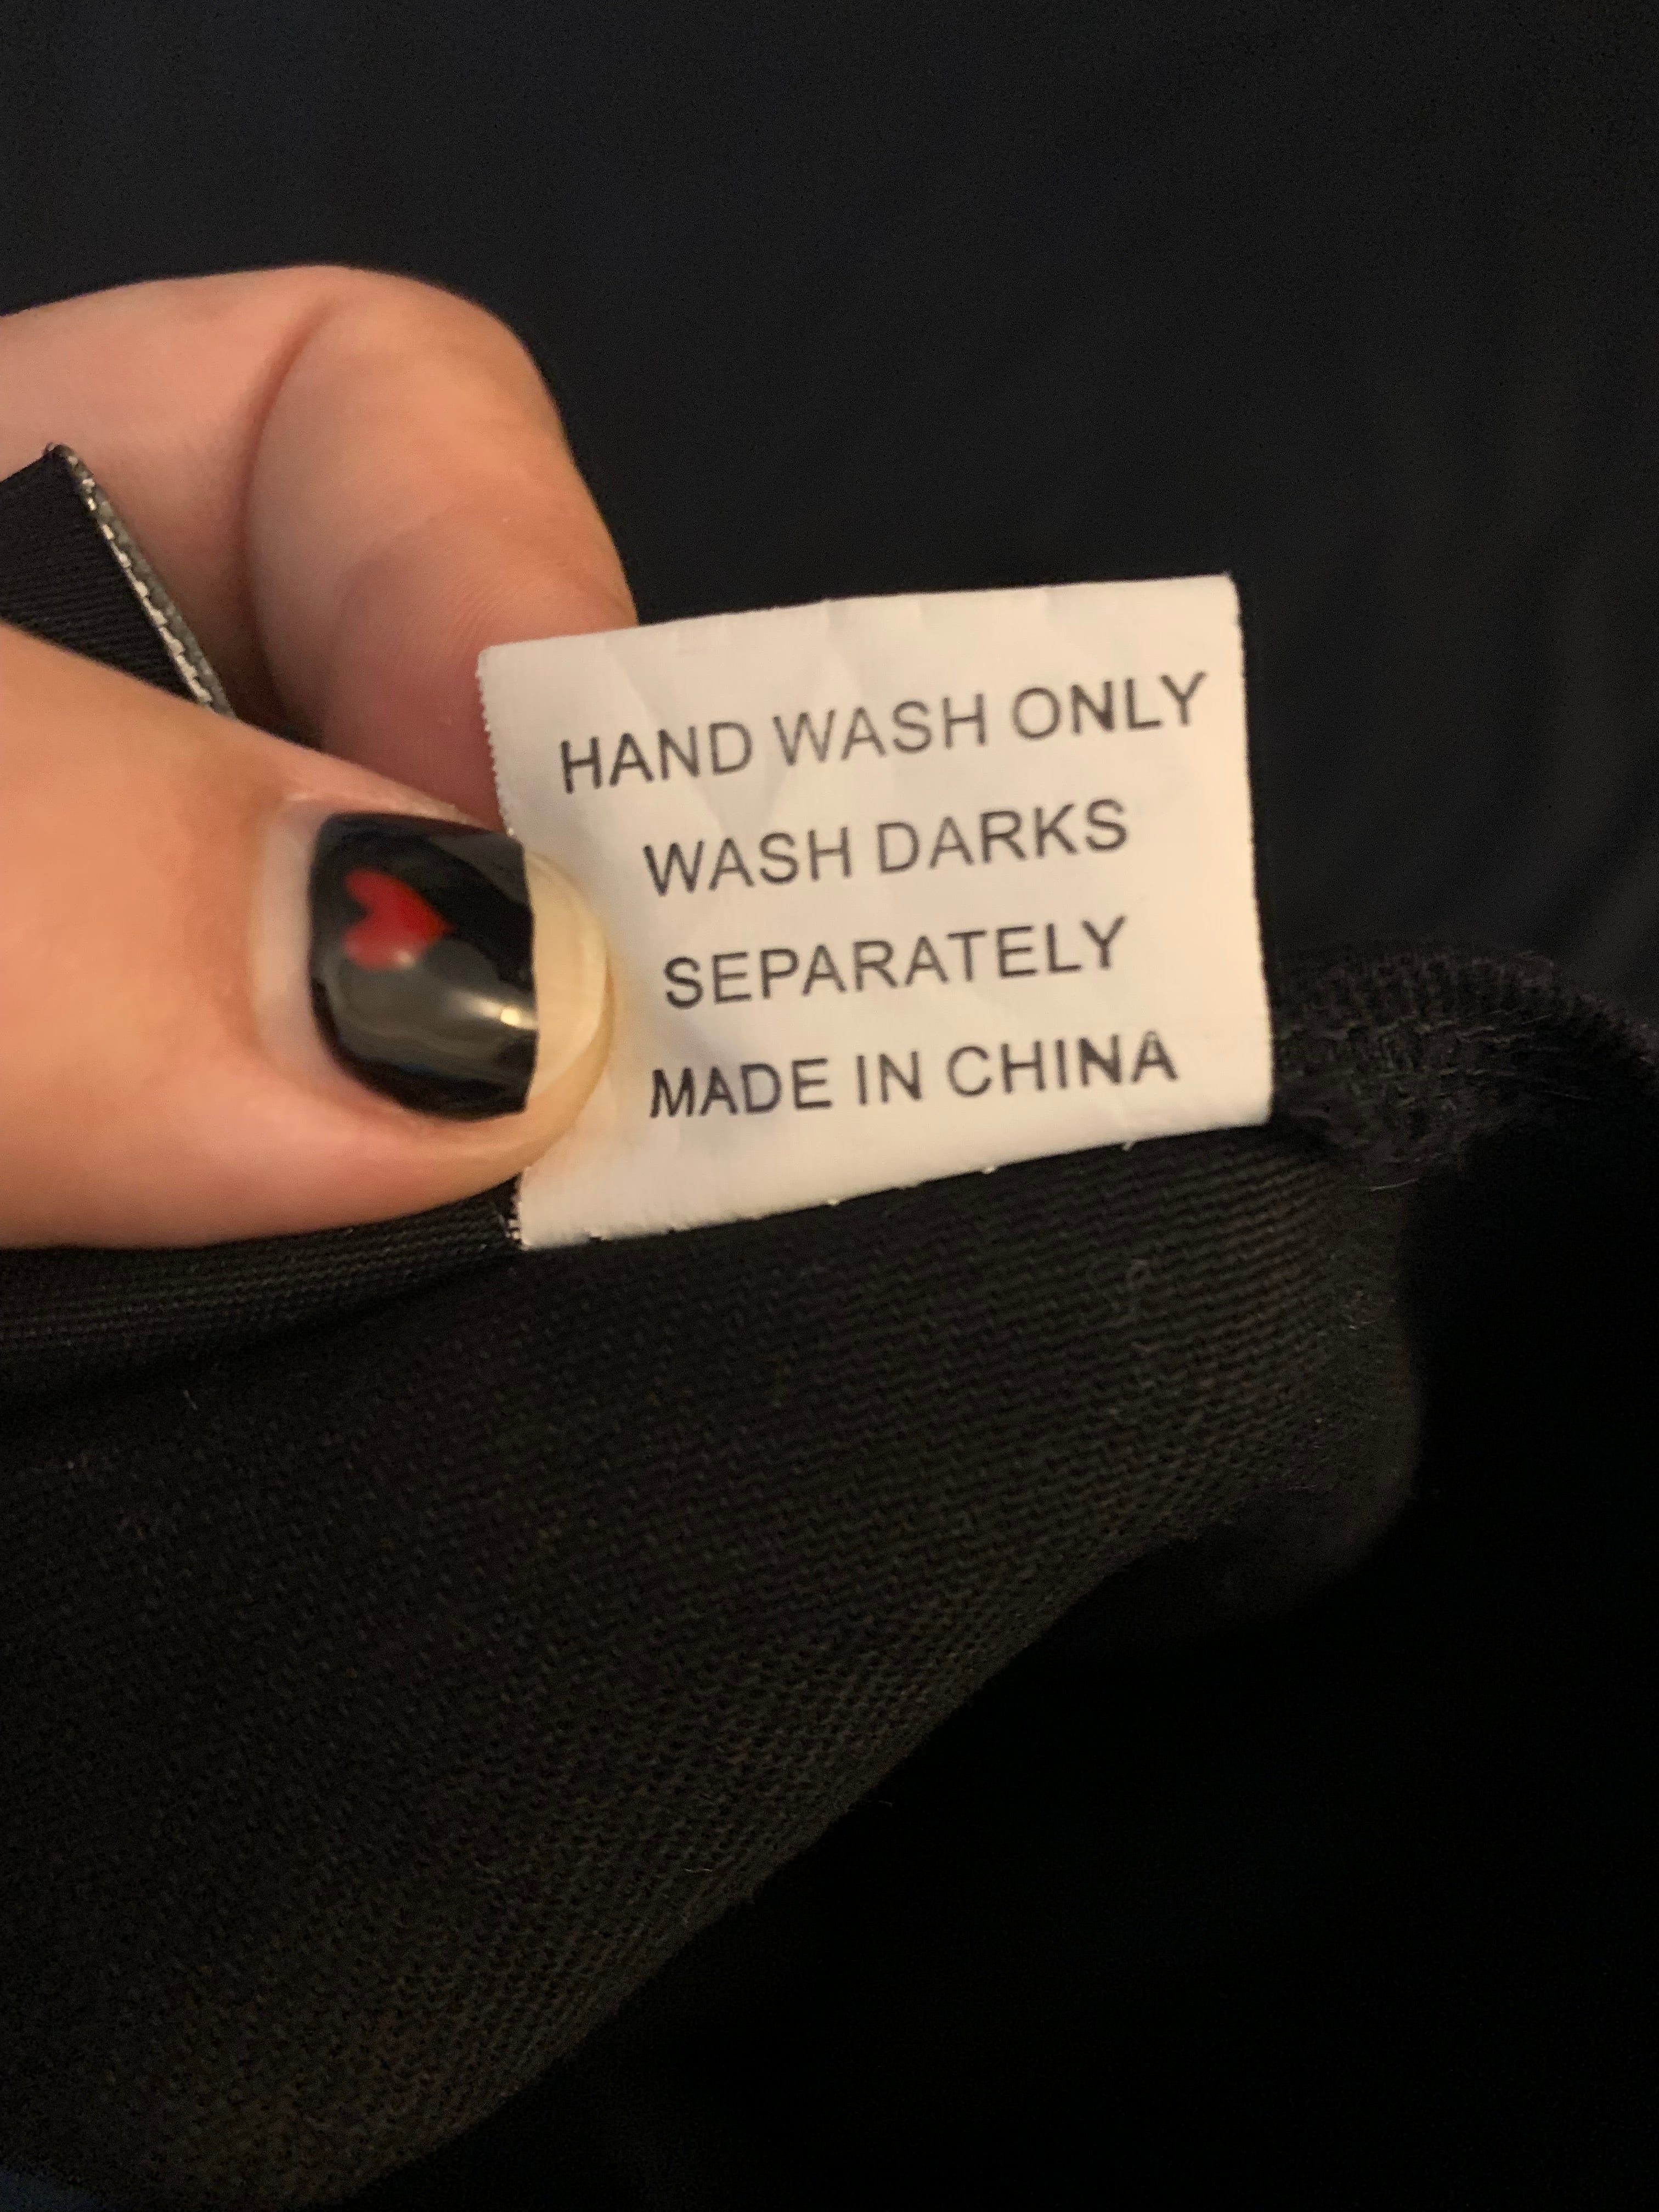 HAND WASH ONLY
WASH DARKS
SEPARATELY
MADE IN CHINA